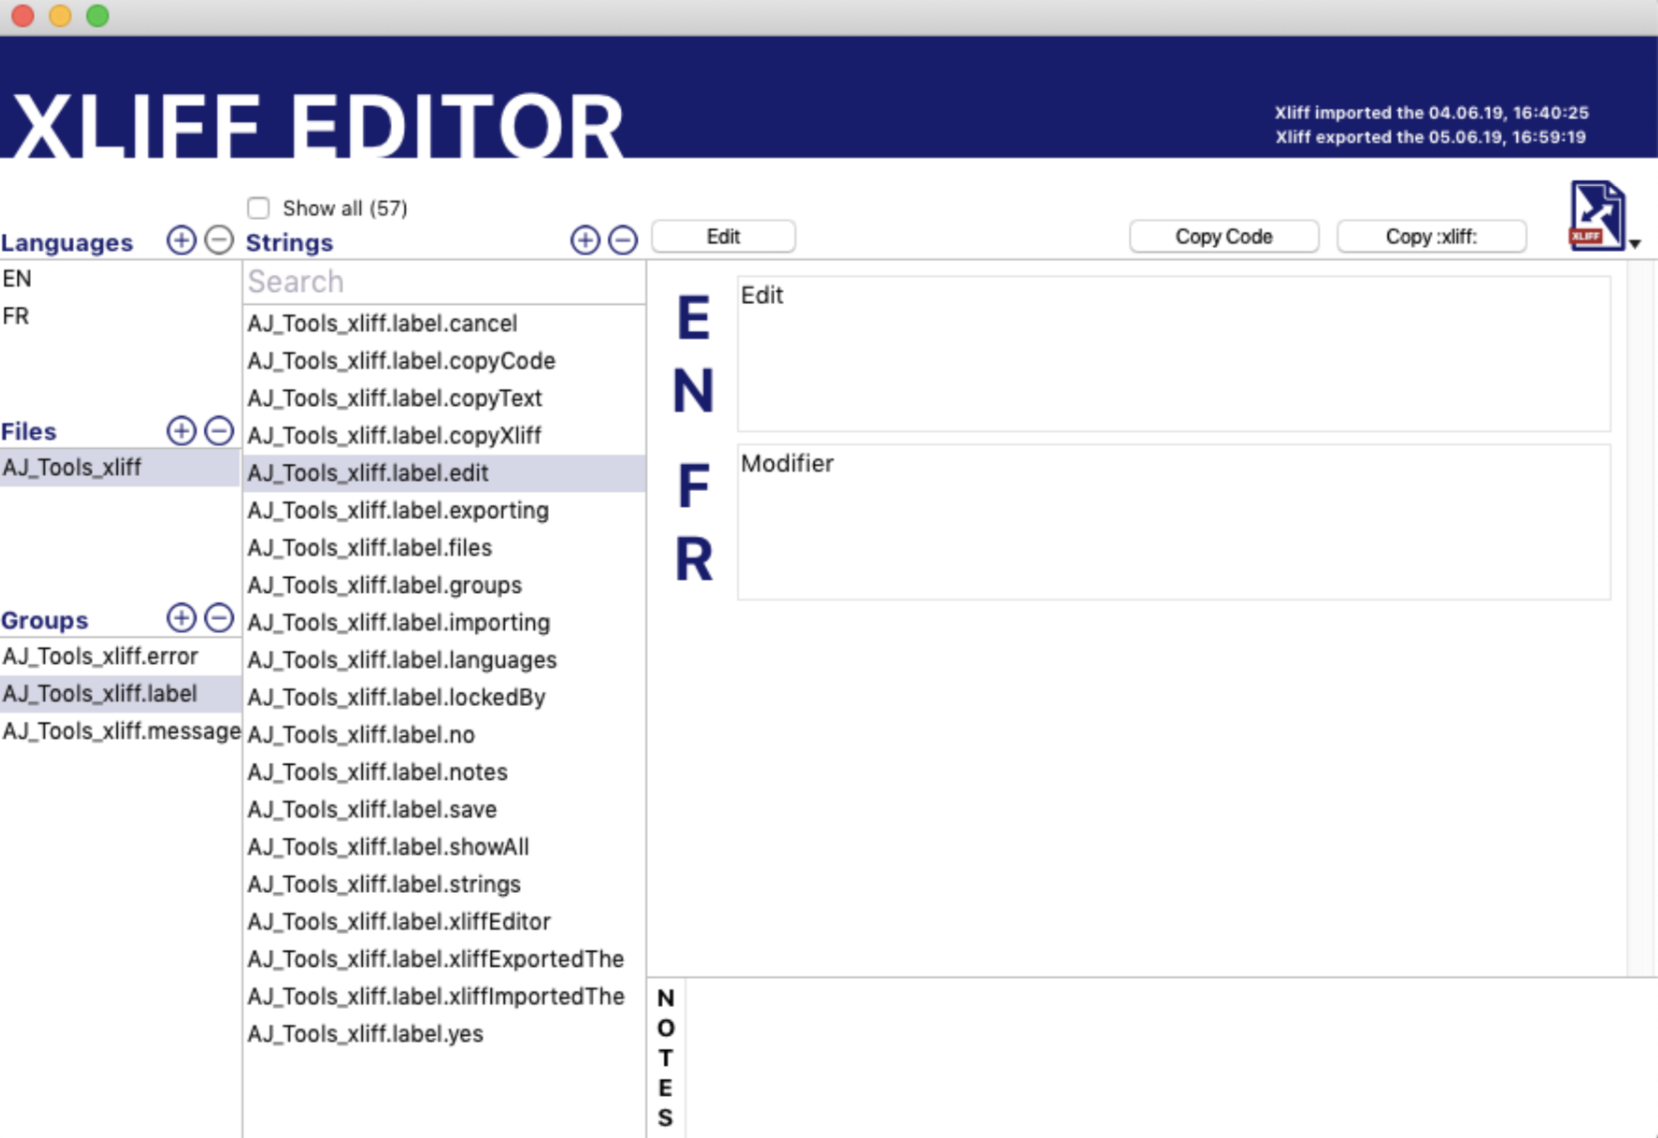 XLIFF EDITOR
Xliff imported the 04.06.19, 16:40:25
Xliff exported the 05.06.19, 16:59:19
Show all (57)
Languages
Strings
Edit
Copy Code
Copy :xliff:
XLIFF
EN
FR
Files
AJ_Tools_xliff
Groups
AJ_Tools_xliff.error
AJ_Tools_xliff.label
AJ_Tools_xliff.message
Search
AJ_Tools_xliff.label.cancel
AJ_Tools_xliff.label.copyCode
AJ_Tools_xliff.label.copyText
AJ_Tools_xliff.label.copyXliff
AJ_Tools_xliff.label.edit
AJ_Tools_xliff.label.exporting
AJ_Tools_xliff.label.files
AJ_Tools_xliff.label.groups
AJ_Tools_xliff.label.importing
AJ_Tools_xliff.label.languages
AJ_Tools_xliff.label.lockedBy
AJ_Tools_xliff.label.no
AJ_Tools_xliff.label.notes
AJ_Tools_xliff.label.save
AJ_Tools_xliff.label.showAll
AJ_Tools_xliff.label.strings
AJ_Tools_xliff.label.xliffEditor
AJ_Tools_xliff.label.xliffExportedThe
AJ_Tools_xliff.label.xliffImportedThe
AJ_Tools_xliff.label.yes
EN
Edit
FR
Modifier
NOTES